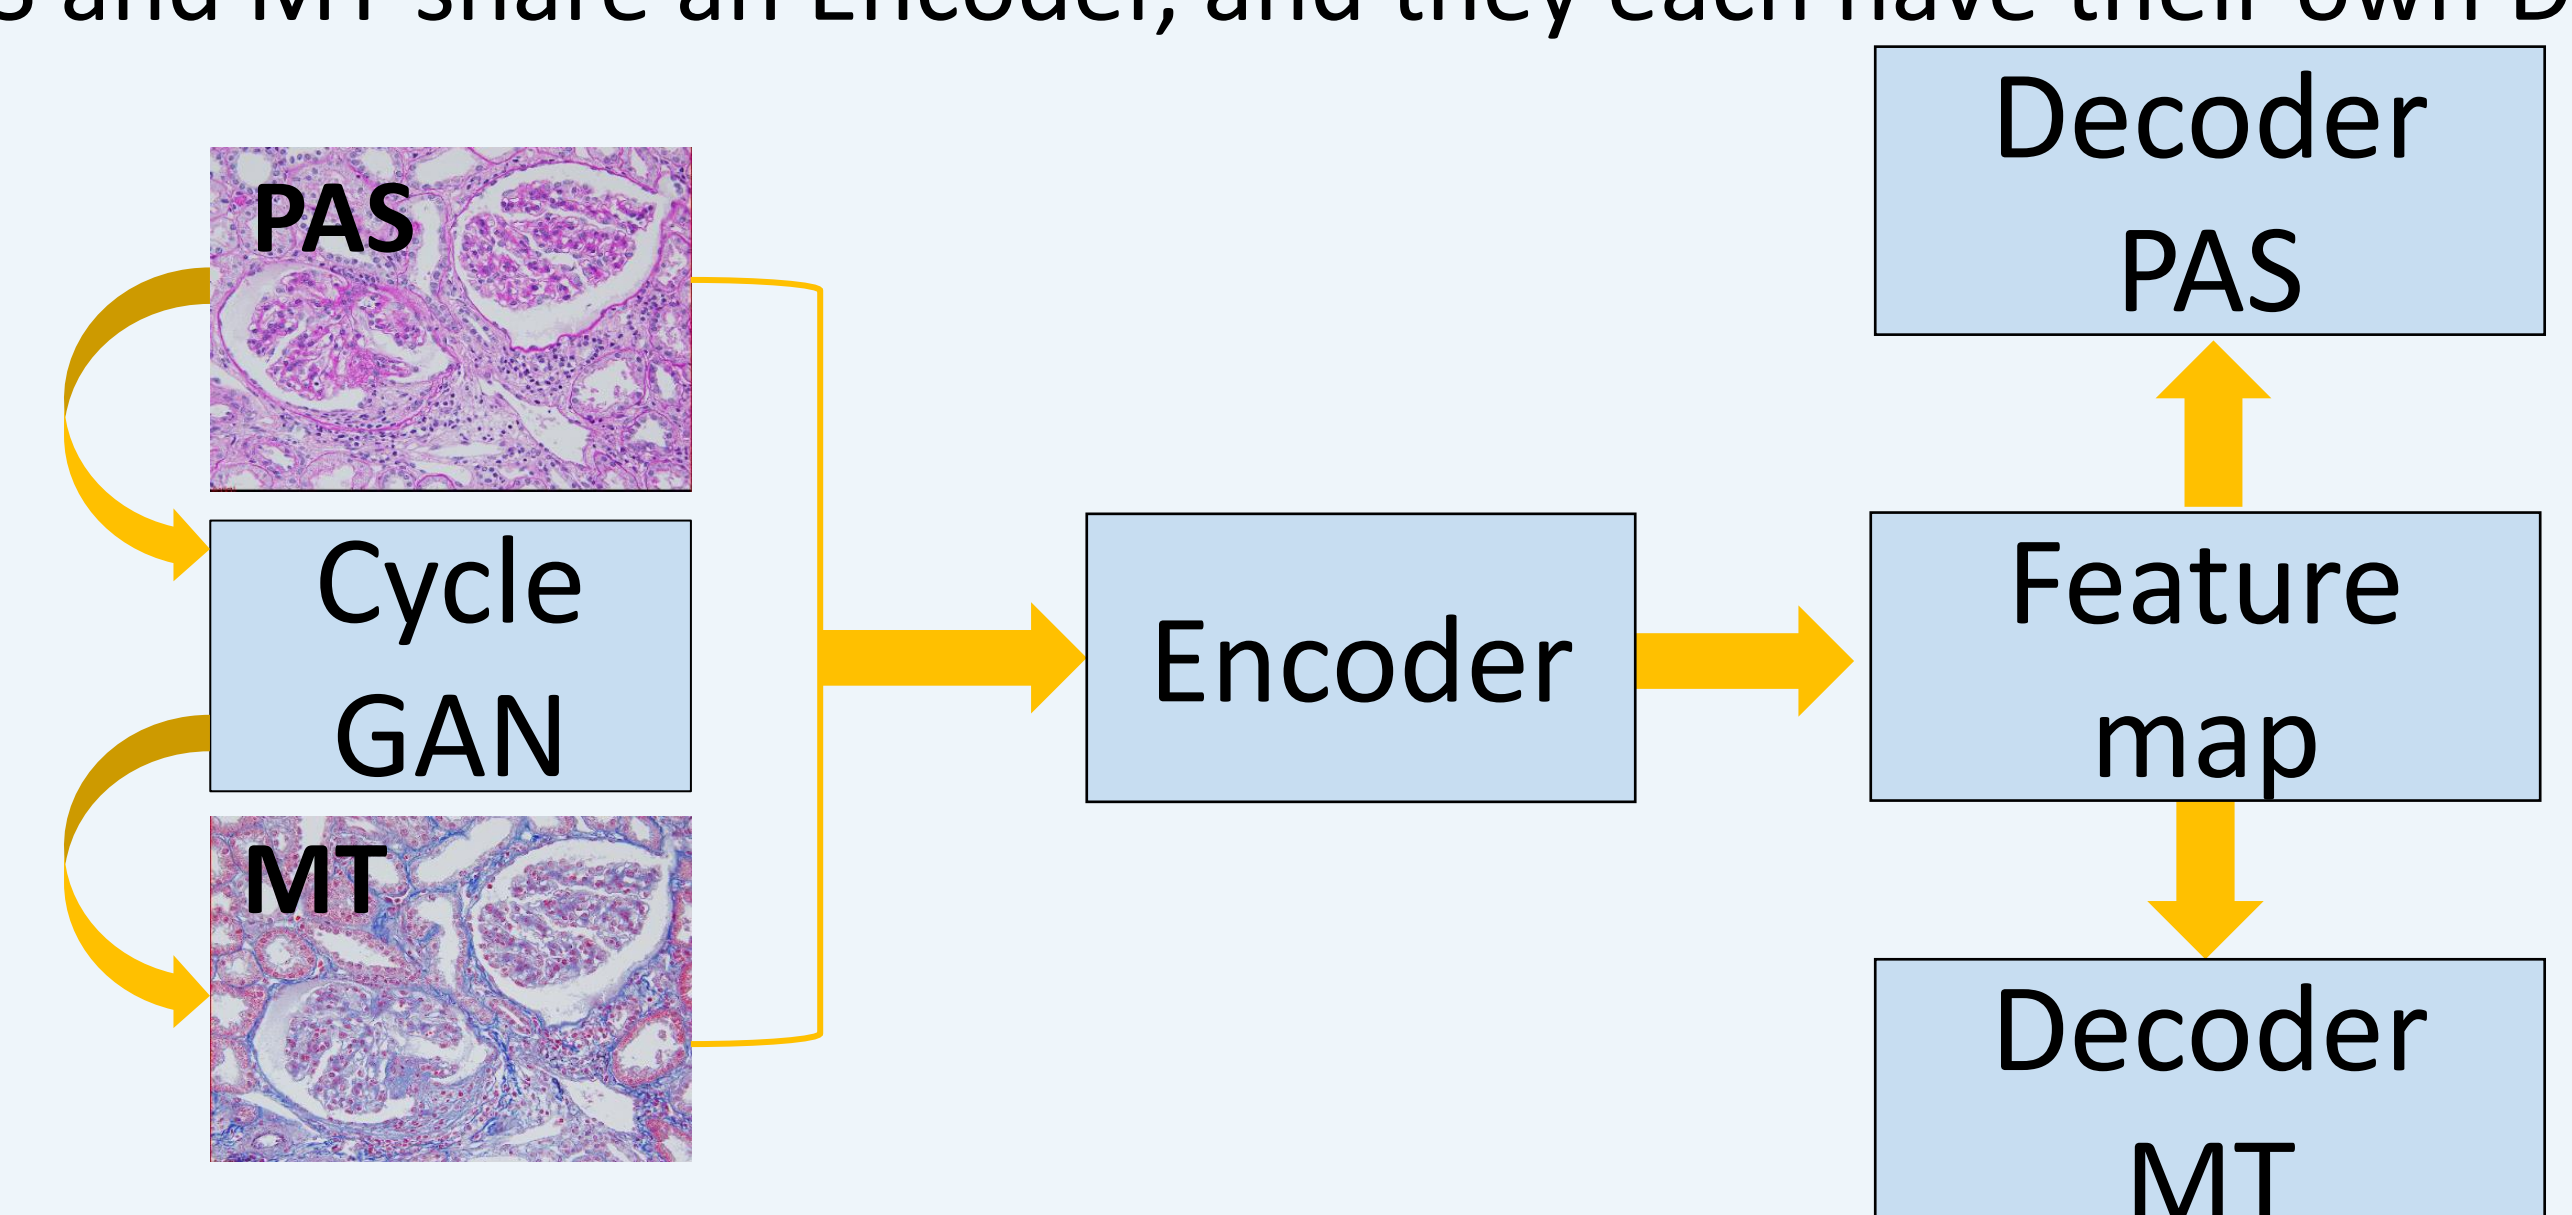 and MT share an Encoder, and they each have their own
PAS
Cycle
GAN
MT
Encoder
Decoder
PAS
Feature
map
Decoder
MT